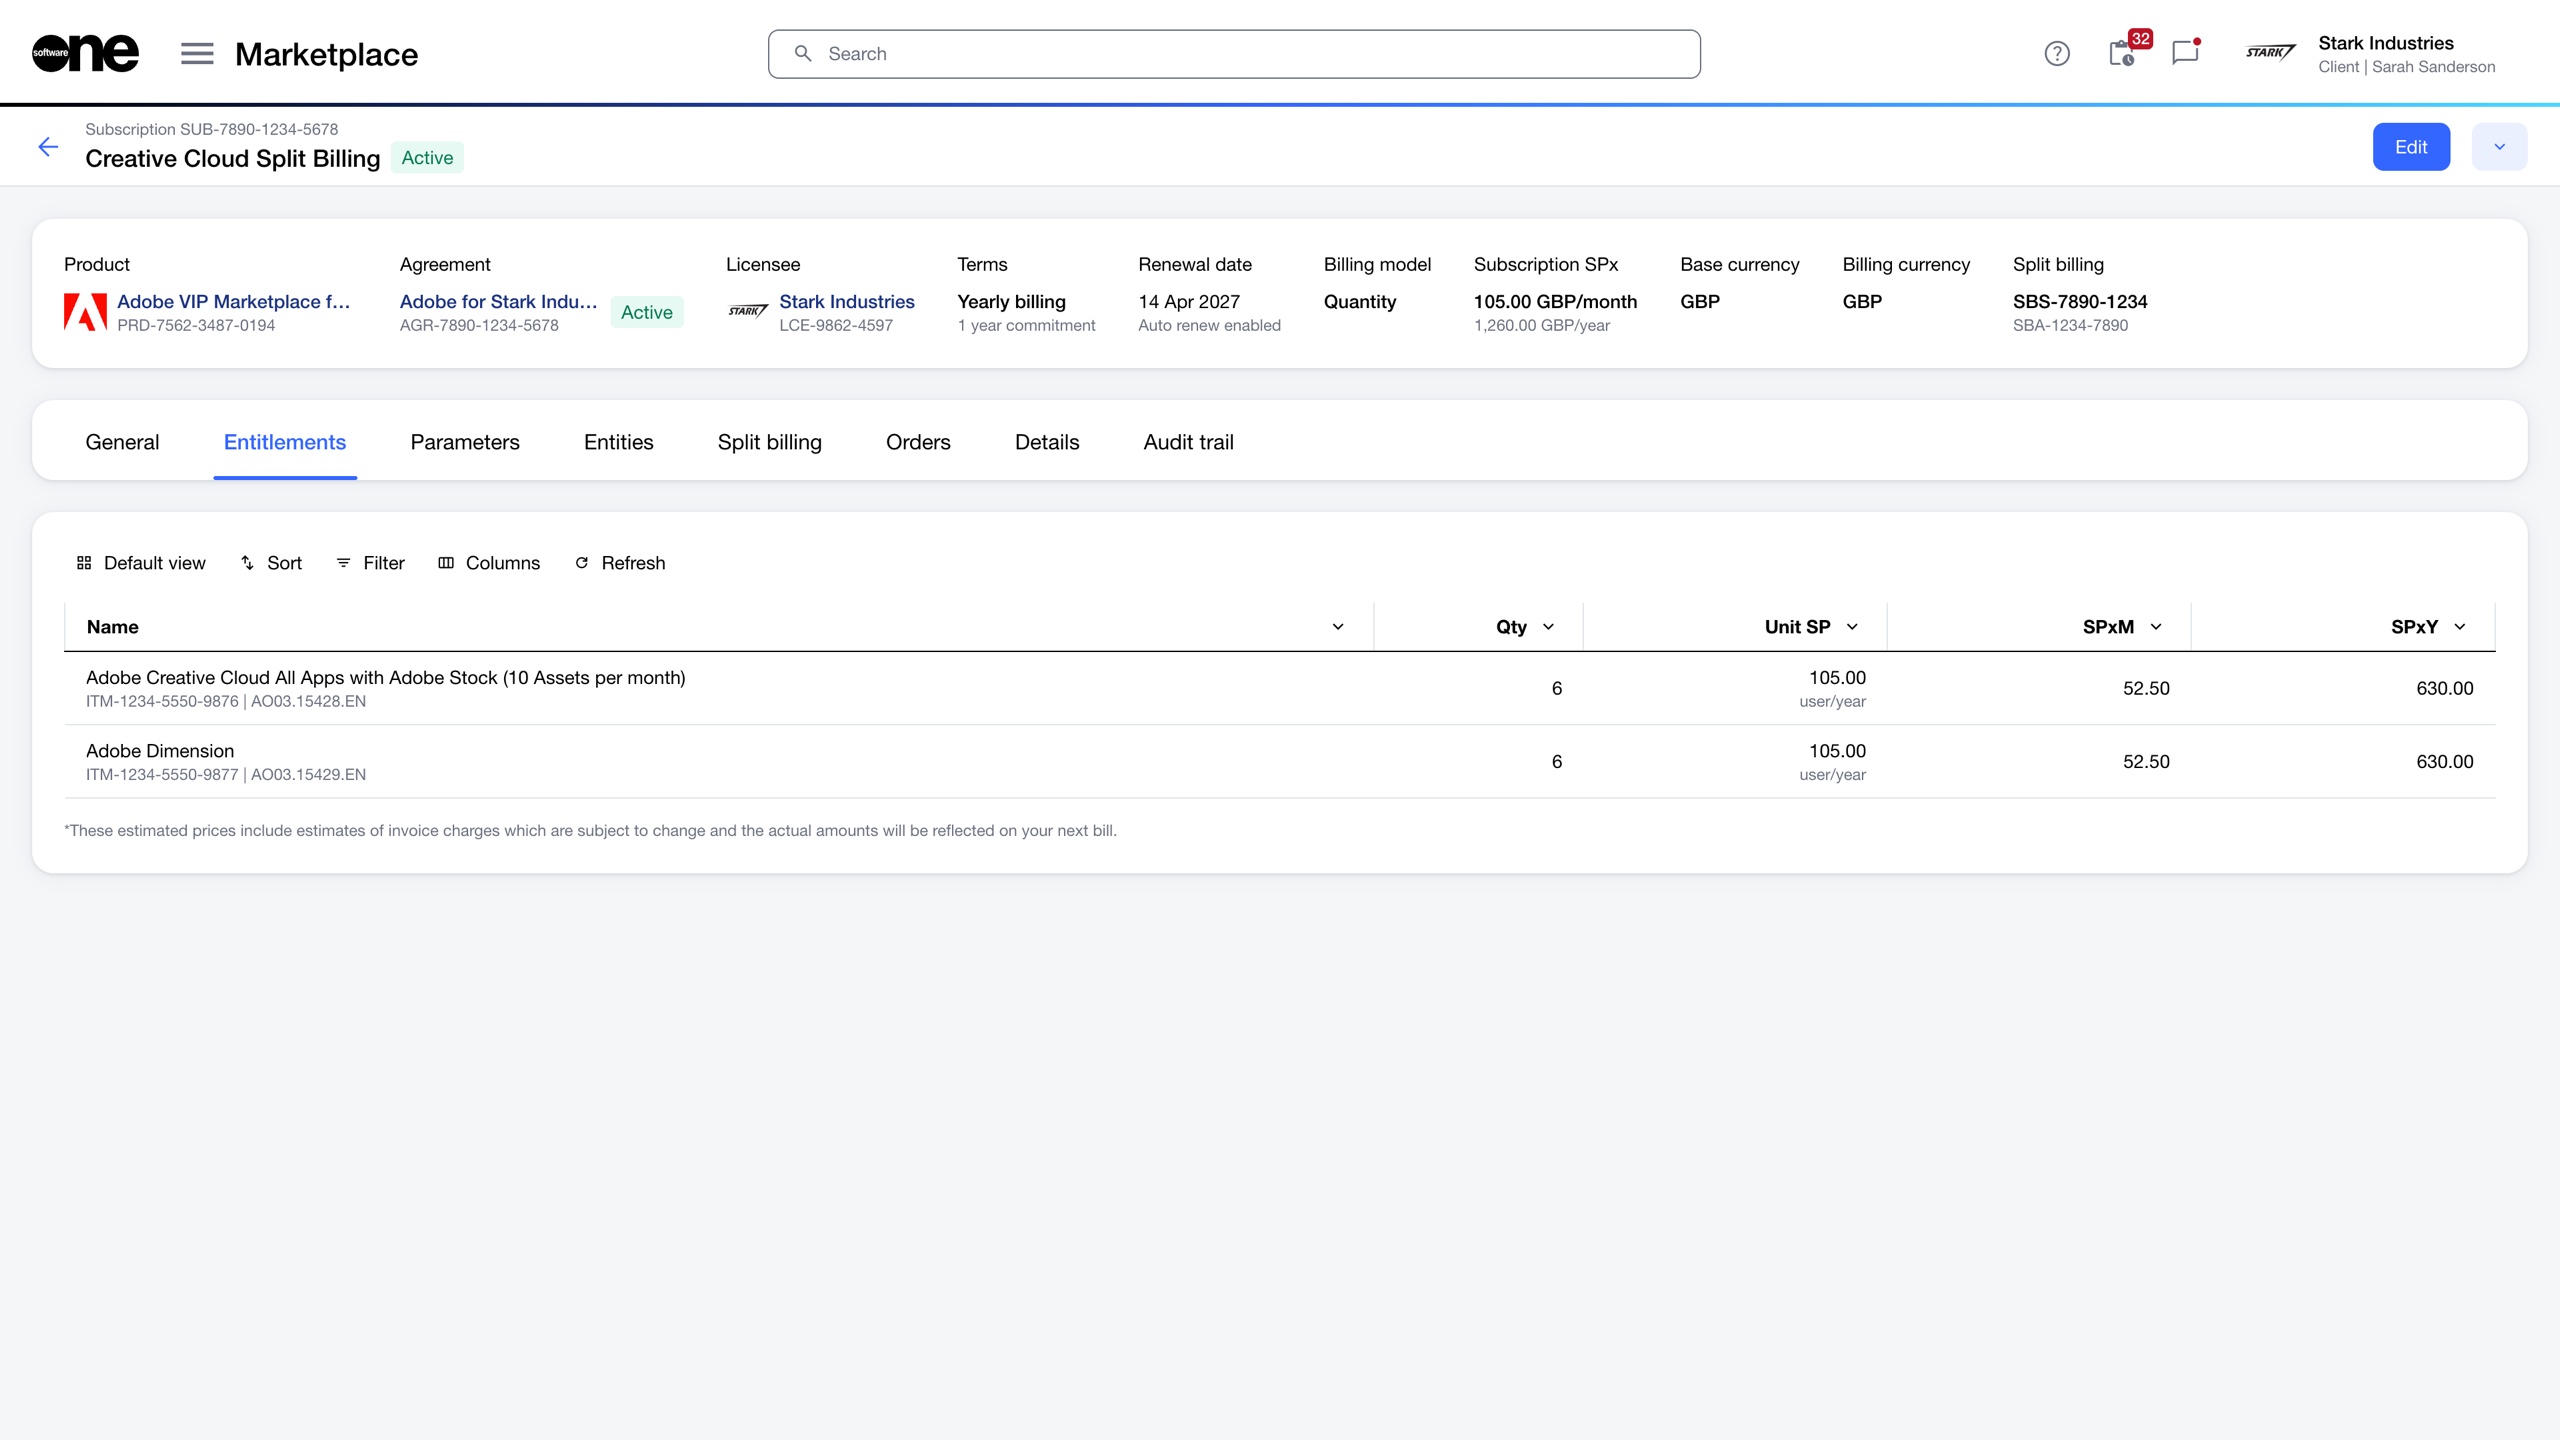 softwareone
Marketplace
Search
32
STARK
Stark Industries
Client | Sarah Sanderson
Subscription SUB-7890-1234-5678
Creative Cloud Split Billing
Active
Edit
Product
Adobe VIP Marketplace f...
PRD-7562-3487-0194
Agreement
Adobe for Stark Indu...
AGR-7890-1234-5678
Active
Licensee
STARK
Stark Industries
LCE-9862-4597
Terms
Yearly billing
1 year commitment
Renewal date
14 Apr 2027
Auto renew enabled
Billing model
Quantity
Subscription SPx
105.00 GBP/month
1,260.00 GBP/year
Base currency
GBP
Billing currency
GBP
Split billing
SBS-7890-1234
SBA-1234-7890
General Entitlements Parameters Entities Split billing Orders Details Audit trail
Default view Sort Filter Columns Refresh
Name Qty Unit SP SPxM SPxY
Adobe Creative Cloud All Apps with Adobe Stock (10 Assets per month)
ITM-1234-5550-9876 | AO03.15428.EN
6
105.00
user/year
52.50
630.00
Adobe Dimension
ITM-1234-5550-9877 | AO03.15429.EN
6
105.00
user/year
52.50
630.00
*These estimated prices include estimates of invoice charges which are subject to change and the actual amounts will be reflected on your next bill.